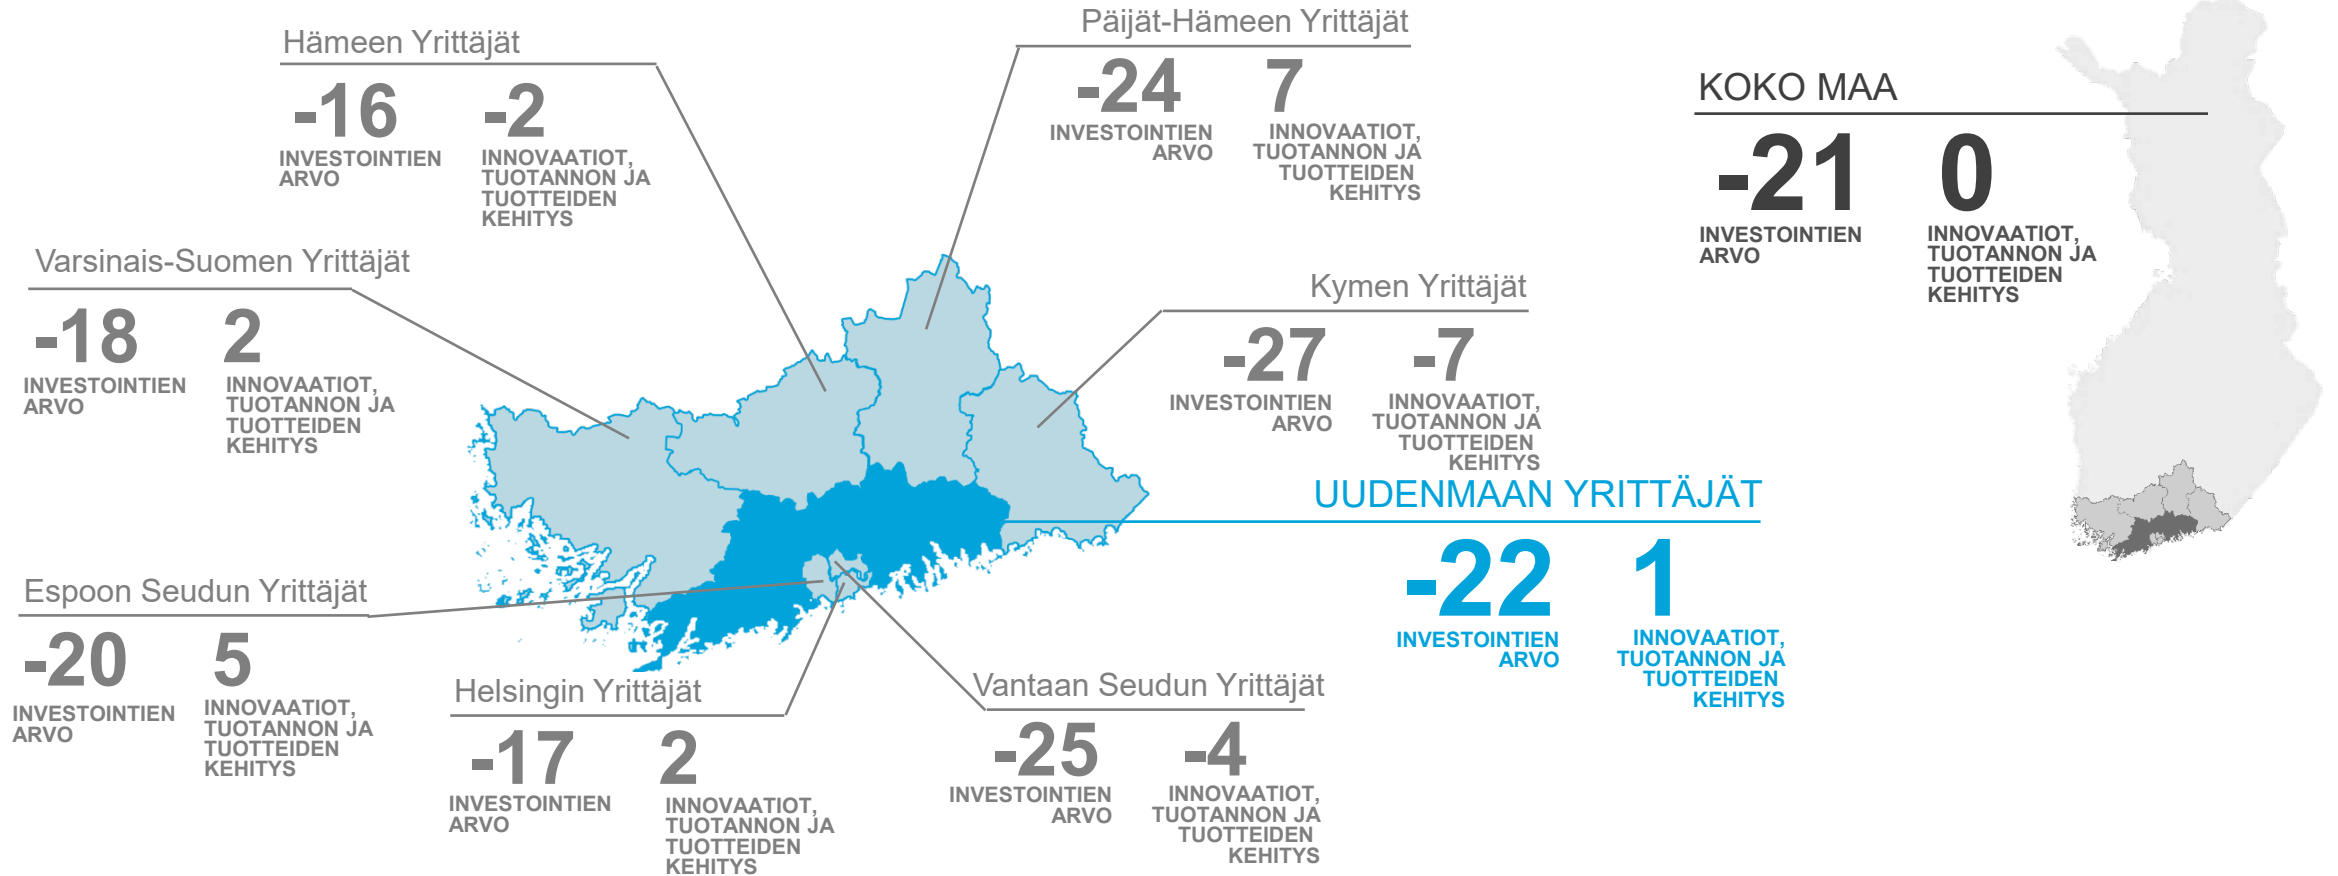 Hämeen Yrittäjät
-16 -2
INVESTOINTIEN
ARVO
INNOVAATIOT,
TUOTANNON JA
TUOTTEIDEN
KEHITYS
Päijät-Hämeen Yrittäjät
-24 7
INVESTOINTIEN
ARVO
INNOVAATIOT,
TUOTANNON JA
TUOTTEIDEN
KEHITYS
KOKO MAA
-21 0
INVESTOINTIEN
ARVO
INNOVAATIOT,
TUOTANNON JA
TUOTTEIDEN
KEHITYS
Varsinais-Suomen Yrittäjät
-18 2
INVESTOINTIEN
ARVO
INNOVAATIOT,
TUOTANNON JA
TUOTTEIDEN
KEHITYS
Kymen Yrittäjät
-27 -7
INVESTOINTIEN
ARVO
INNOVAATIOT,
TUOTANNON JA
TUOTTEIDEN
KEHITYS
UUDENMAAN YRITTÄJÄT
-22 1
INVESTOINTIEN
ARVO
INNOVAATIOT,
TUOTANNON JA
TUOTTEIDEN
KEHITYS
Espoon Seudun Yrittäjät
-20 5
INVESTOINTIEN
ARVO
INNOVAATIOT,
TUOTANNON JA
TUOTTEIDEN
KEHITYS
Helsingin Yrittäjät
-17 2
INVESTOINTIEN
ARVO
INNOVAATIOT,
TUOTANNON JA
TUOTTEIDEN
KEHITYS
Vantaan Seudun Yrittäjät
-25 -4
INVESTOINTIEN
ARVO
INNOVAATIOT,
TUOTANNON JA
TUOTTEIDEN
KEHITYS